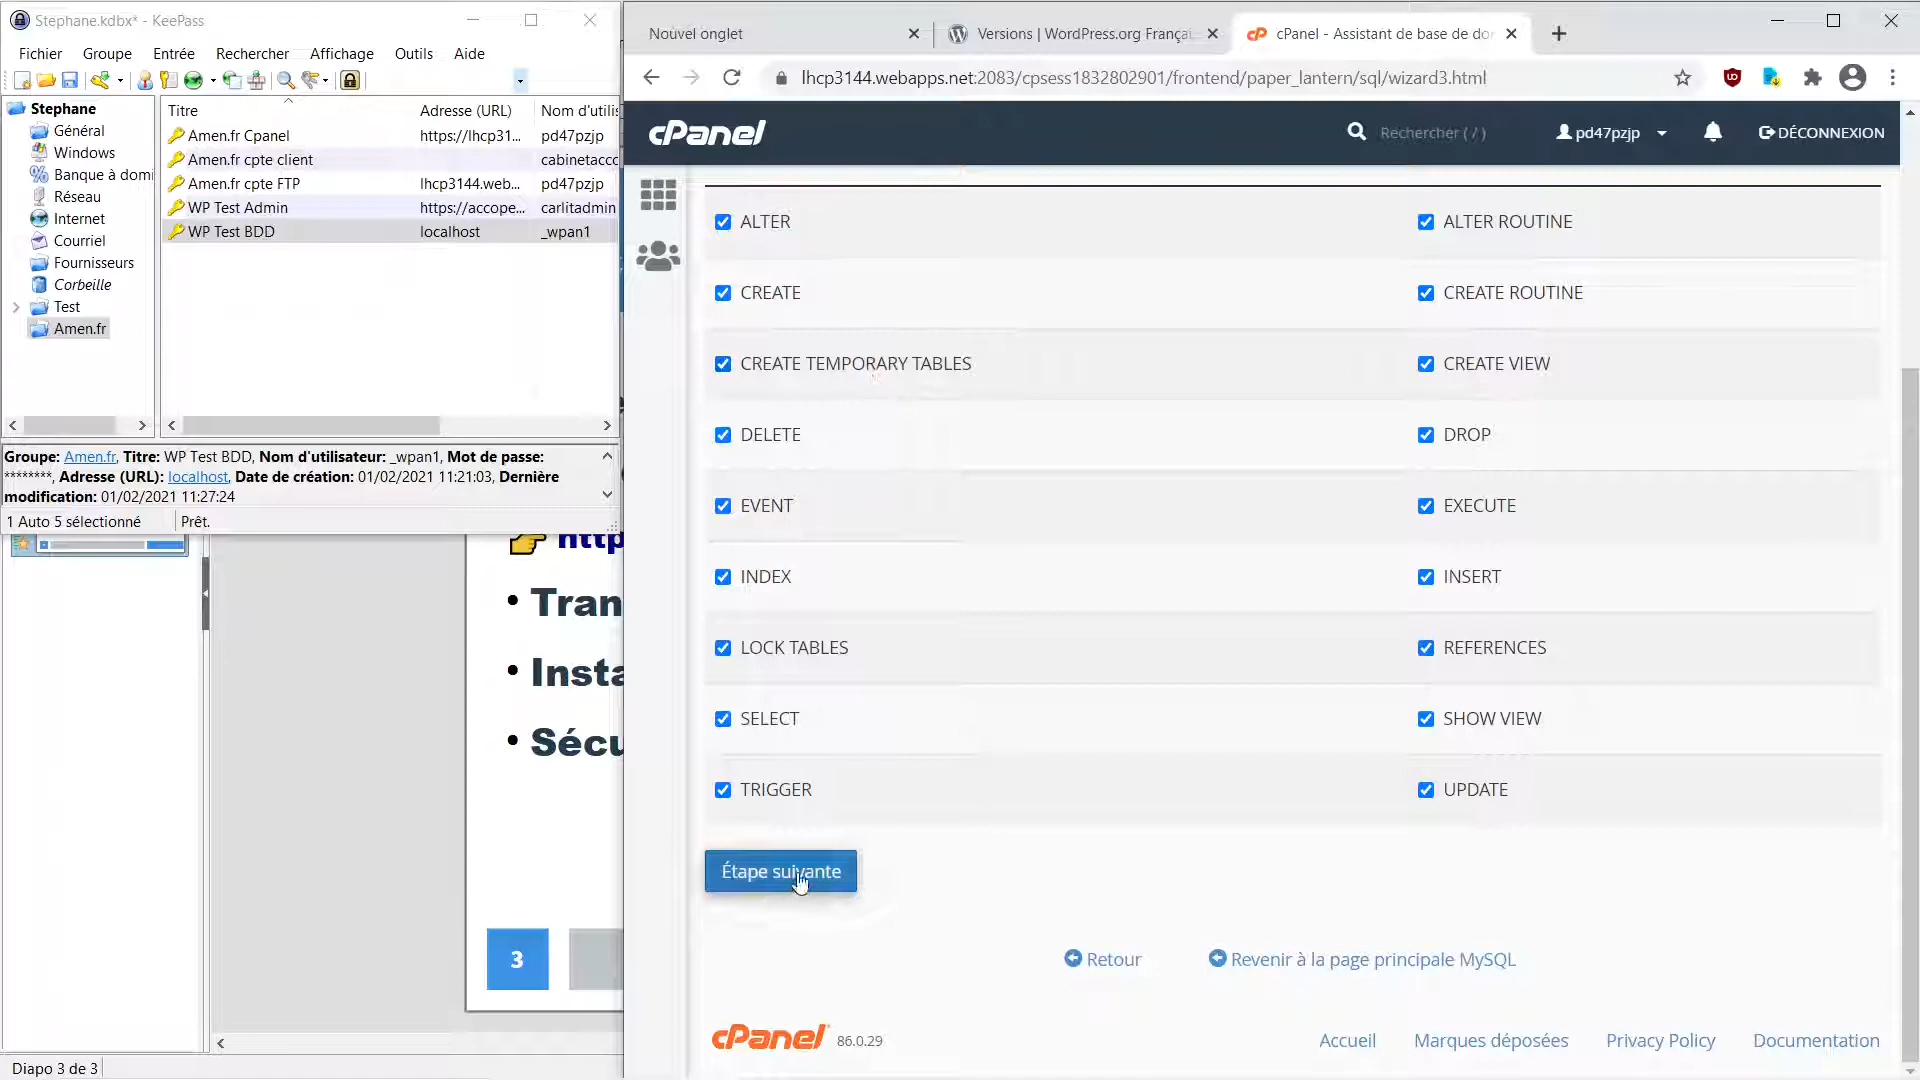 Stephane.kdbx* - KeePass
Fichier Groupe Entrée Rechercher Affichage Outils Aide
Stephane
Général
Windows
Banque à domi
Réseau
Internet
Courriel
Fournisseurs
Corbeille
Test
Amen.fr
Titre Adresse (URL) Nom d'utilis
Amen.fr Cpanel https://lhcp31... pd47pzjp
Amen.fr cpte client cabinetaccc
Amen.fr cpte FTP lhcp3144.web... pd47pzjp
WP Test Admin https://accope... carlitadmin
WP Test BDD localhost _wpan1
Groupe: Amen.fr, Titre: WP Test BDD, Nom d'utilisateur: _wpan1, Mot de passe:
********, Adresse (URL): localhost, Date de création: 01/02/2021 11:21:03, Dernière
modification: 01/02/2021 11:27:24
1 Auto 5 sélectionné Prêt.
http
• Tran
• Insta
• Sécu
3
Diapo 3 de 3
Nouvel onglet
Versions | WordPress.org Françai
cPanel - Assistant de base de dor
lhcp3144.webapps.net:2083/cpsess1832802901/frontend/paper_lantern/sql/wizard3.html
cPanel
Rechercher ( / )
pd47pzjp
DÉCONNEXION
ALTER ALTER ROUTINE
CREATE CREATE ROUTINE
CREATE TEMPORARY TABLES CREATE VIEW
DELETE DROP
EVENT EXECUTE
INDEX INSERT
LOCK TABLES REFERENCES
SELECT SHOW VIEW
TRIGGER UPDATE
Étape suivante
Retour Revenir à la page principale MySQL
cPanel 86.0.29
Accueil Marques déposées Privacy Policy Documentation